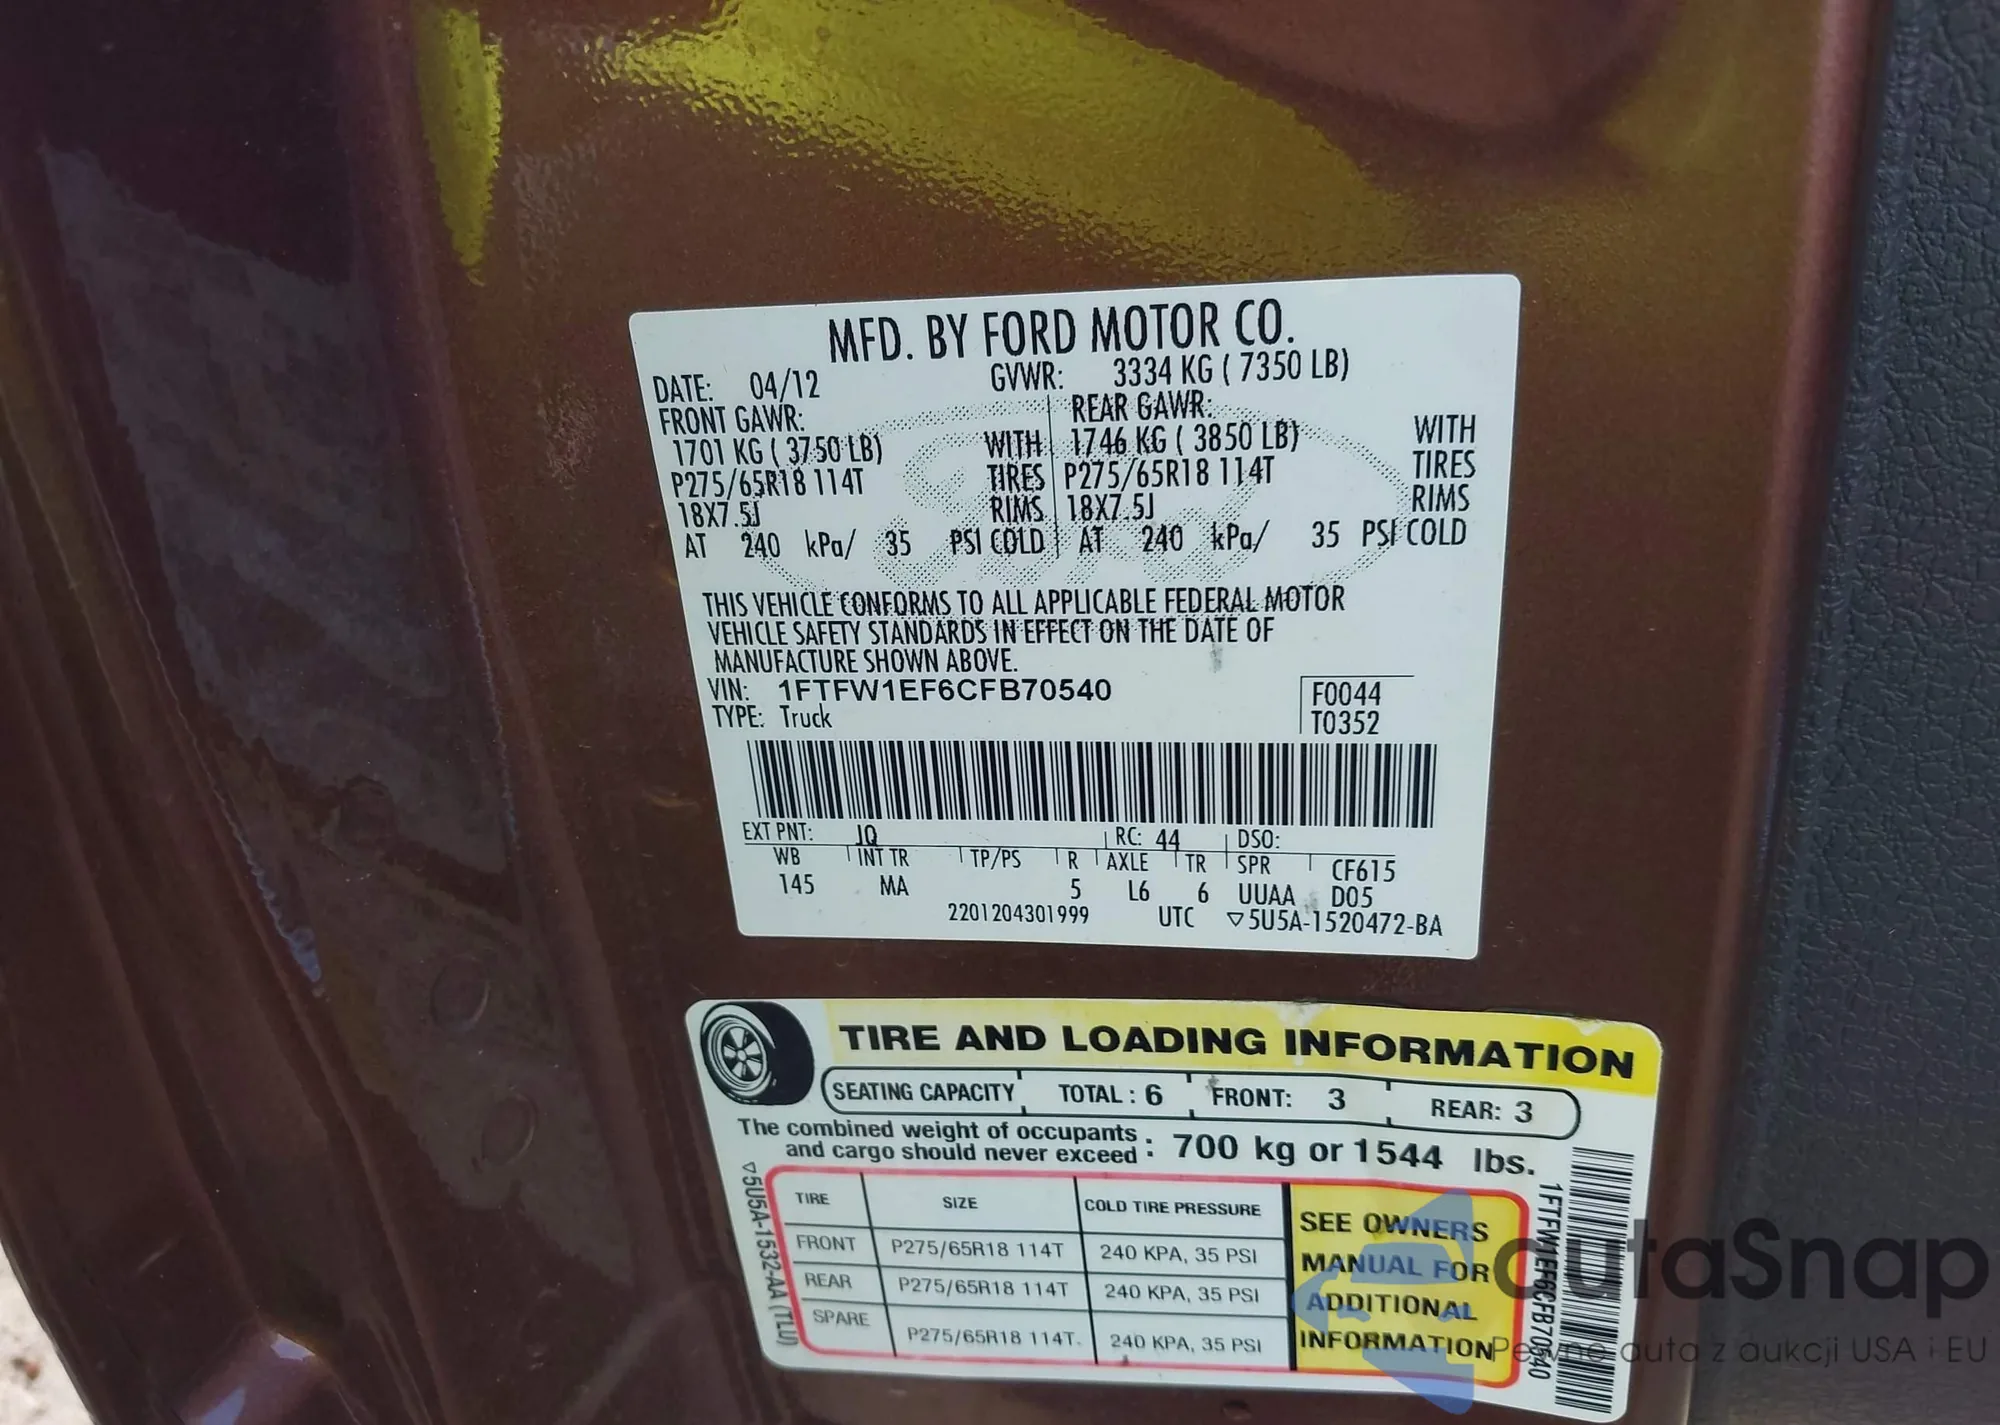 MFD. BY FORD MOTOR CO.
DATE: 04/12 GVWR: 3334 KG ( 7350 LB)
FRONT GAWR: REAR GAWR:
1701 KG ( 3750 LB) WITH 1746 KG ( 3850 LB) WITH
P275/65R18 114T TIRES P275/65R18 114T TIRES
18X7.5J RIMS 18X7.5J RIMS
AT 240 kPa/ 35 PSI COLD AT 240 kPa/ 35 PSI COLD
THIS VEHICLE CONFORMS TO ALL APPLICABLE FEDERAL MOTOR
VEHICLE SAFETY STANDARDS IN EFFECT ON THE DATE OF
MANUFACTURE SHOWN ABOVE.
VIN: 1FTFW1EF6CFB70540 F0044
TYPE: Truck T0352
EXT PNT: JQ RC: 44 DSO:
WB INT TR TP/PS R AXLE TR SPR CF615
145 MA 5 L6 6 UUAA D05
2201204301999 UTC ▽5U5A-1520472-BA
TIRE AND LOADING INFORMATION
SEATING CAPACITY TOTAL : 6 FRONT: 3 REAR: 3
The combined weight of occupants
and cargo should never exceed : 700 kg or 1544 lbs.
TIRE SIZE COLD TIRE PRESSURE
FRONT P275/65R18 114T 240 KPA, 35 PSI
REAR P275/65R18 114T 240 KPA, 35 PSI
SPARE P275/65R18 114T. 240 KPA, 35 PSI
SEE OWNERS
MANUAL FOR
ADDITIONAL
INFORMATION
▽5U5A-1532-AA (TLU)
1FTFW1EF6CFB70540
autaSnap
Pewne auta z aukcji USA i EU